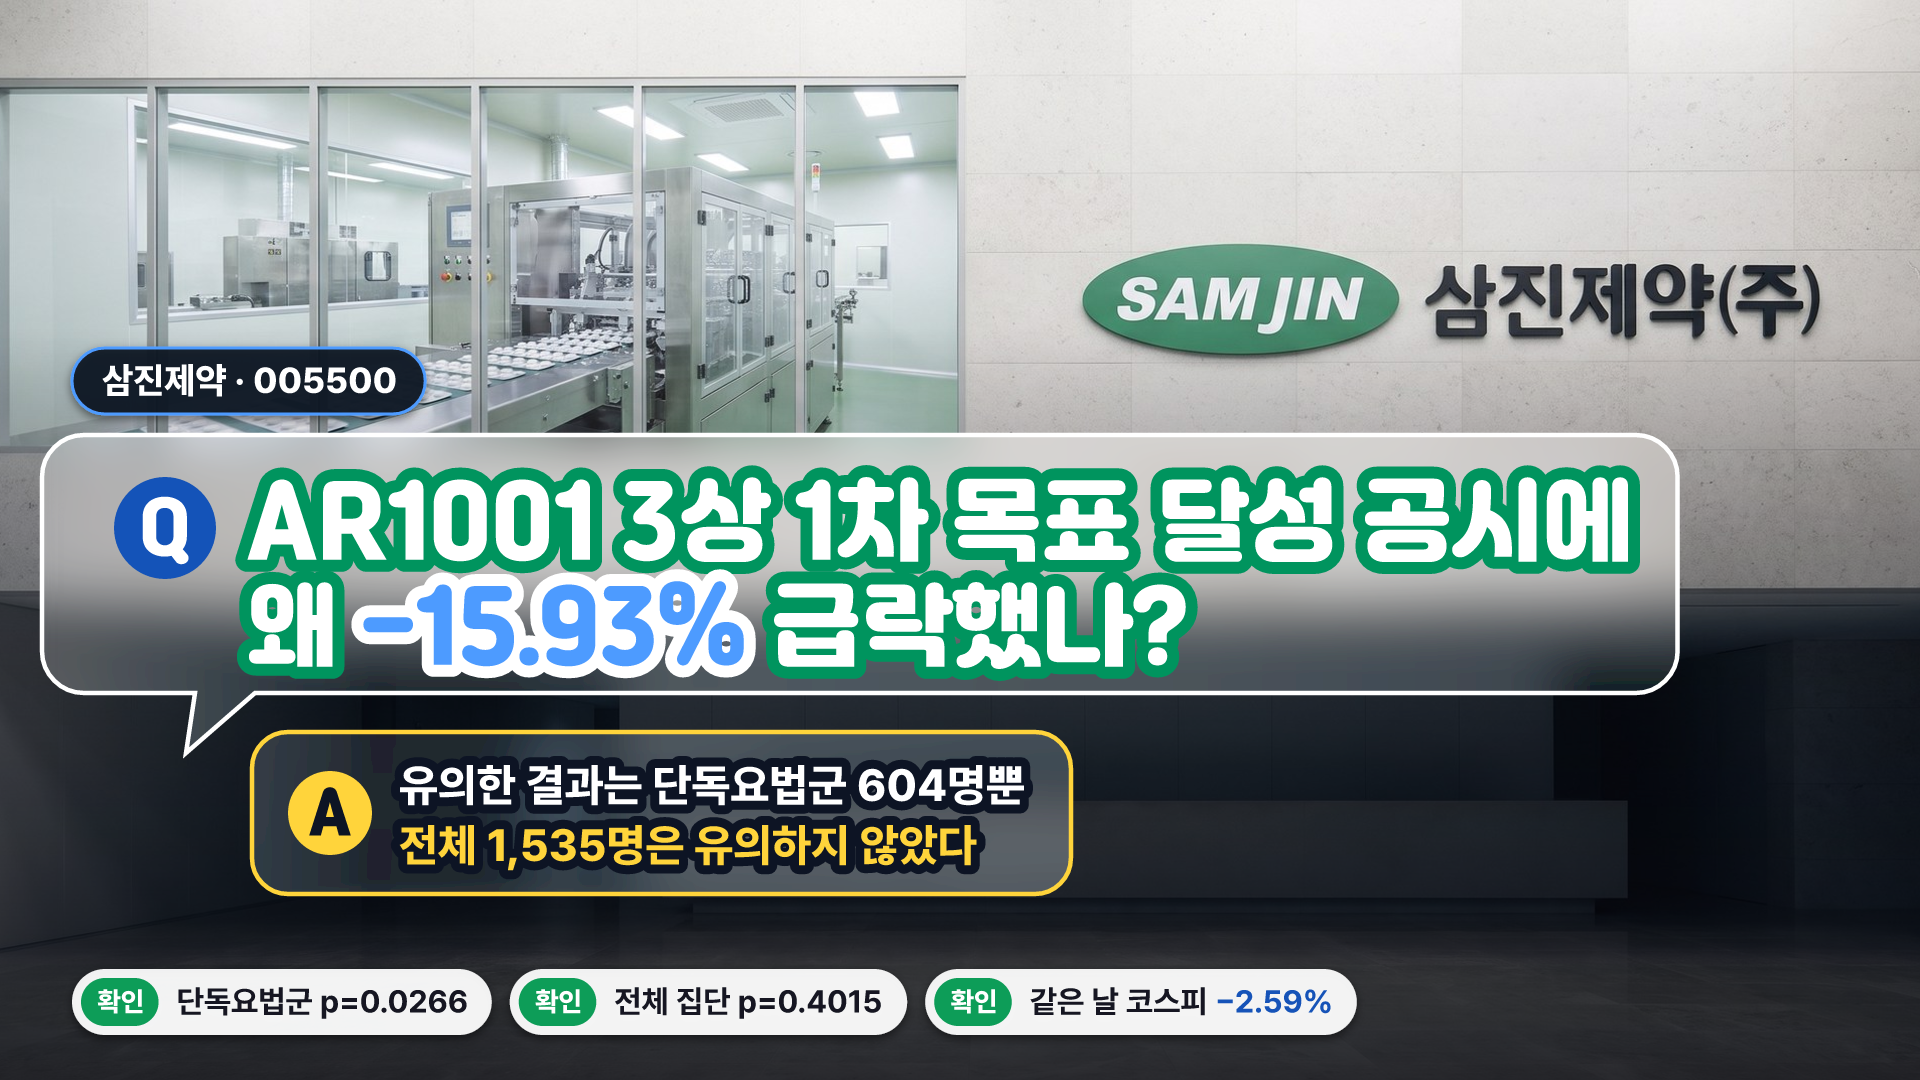 SAMJIN 삼진제약(주)
삼진제약 · 005500
Q AR1001 3상 1차 목표 달성 공시에
왜 -15.93% 급락했나?
A 유의한 결과는 단독요법군 604명뿐
전체 1,535명은 유의하지 않았다
확인 단독요법군 p=0.0266
확인 전체 집단 p=0.4015
확인 같은 날 코스피 -2.59%